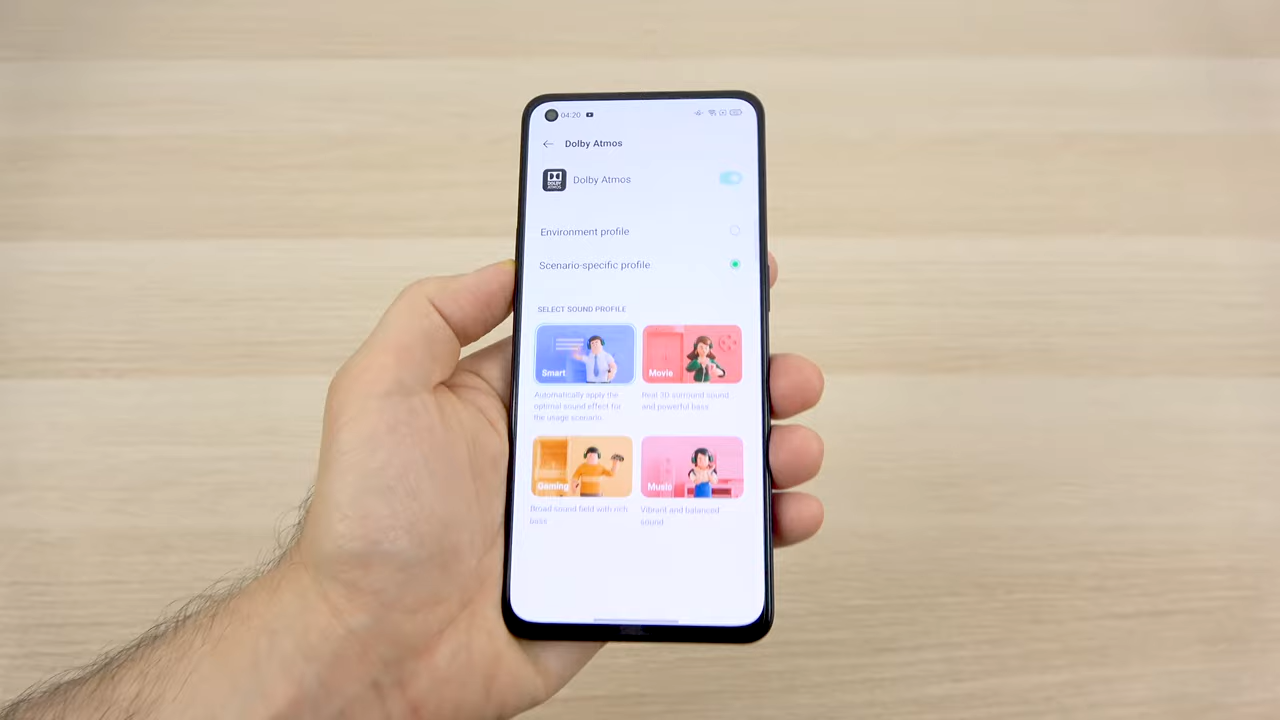 04:20
Dolby Atmos
DOLBY
ATMOS
Dolby Atmos
Environment profile
Scenario-specific profile
SELECT SOUND PROFILE
Smart
Movie
Automatically apply the
optimal sound effect for
the usage scenario.
Real 3D surround sound
and powerful bass
Gaming
Music
Broad sound field with rich
bass
Vibrant and balanced
sound